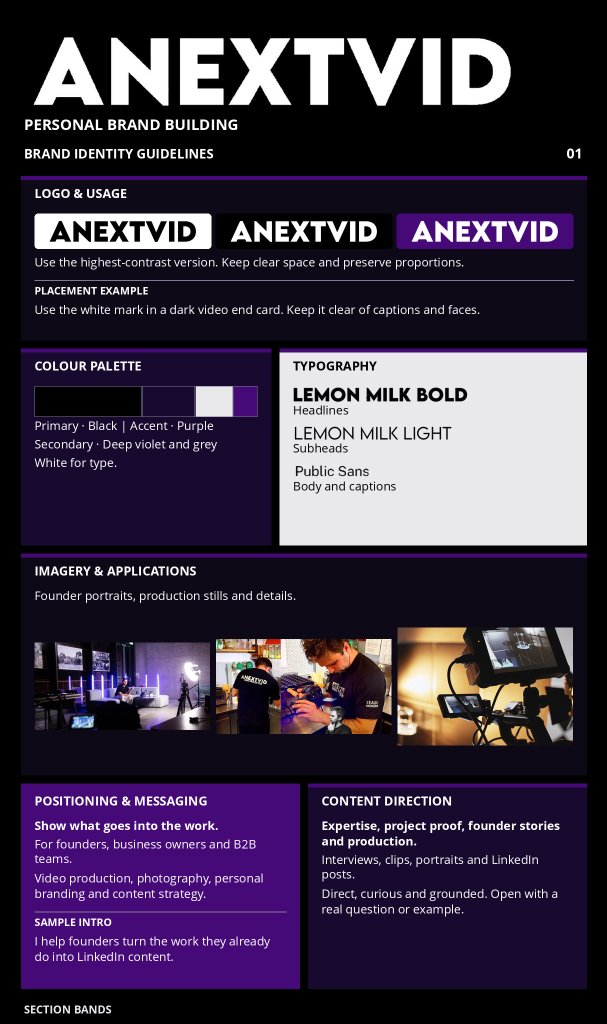 ANEXTVID
PERSONAL BRAND BUILDING
BRAND IDENTITY GUIDELINES
01
LOGO & USAGE
ANEXTVID ANEXTVID ANEXTVID
Use the highest-contrast version. Keep clear space and preserve proportions.
PLACEMENT EXAMPLE
Use the white mark in a dark video end card. Keep it clear of captions and faces.
COLOUR PALETTE
Primary · Black | Accent · Purple
Secondary · Deep violet and grey
White for type.
TYPOGRAPHY
LEMON MILK BOLD
Headlines
LEMON MILK LIGHT
Subheads
Public Sans
Body and captions
IMAGERY & APPLICATIONS
Founder portraits, production stills and details.
ANEXTVID
POSITIONING & MESSAGING
Show what goes into the work.
For founders, business owners and B2B
teams.
Video production, photography, personal
branding and content strategy.
SAMPLE INTRO
I help founders turn the work they already
do into LinkedIn content.
CONTENT DIRECTION
Expertise, project proof, founder stories
and production.
Interviews, clips, portraits and LinkedIn
posts.
Direct, curious and grounded. Open with a
real question or example.
SECTION BANDS